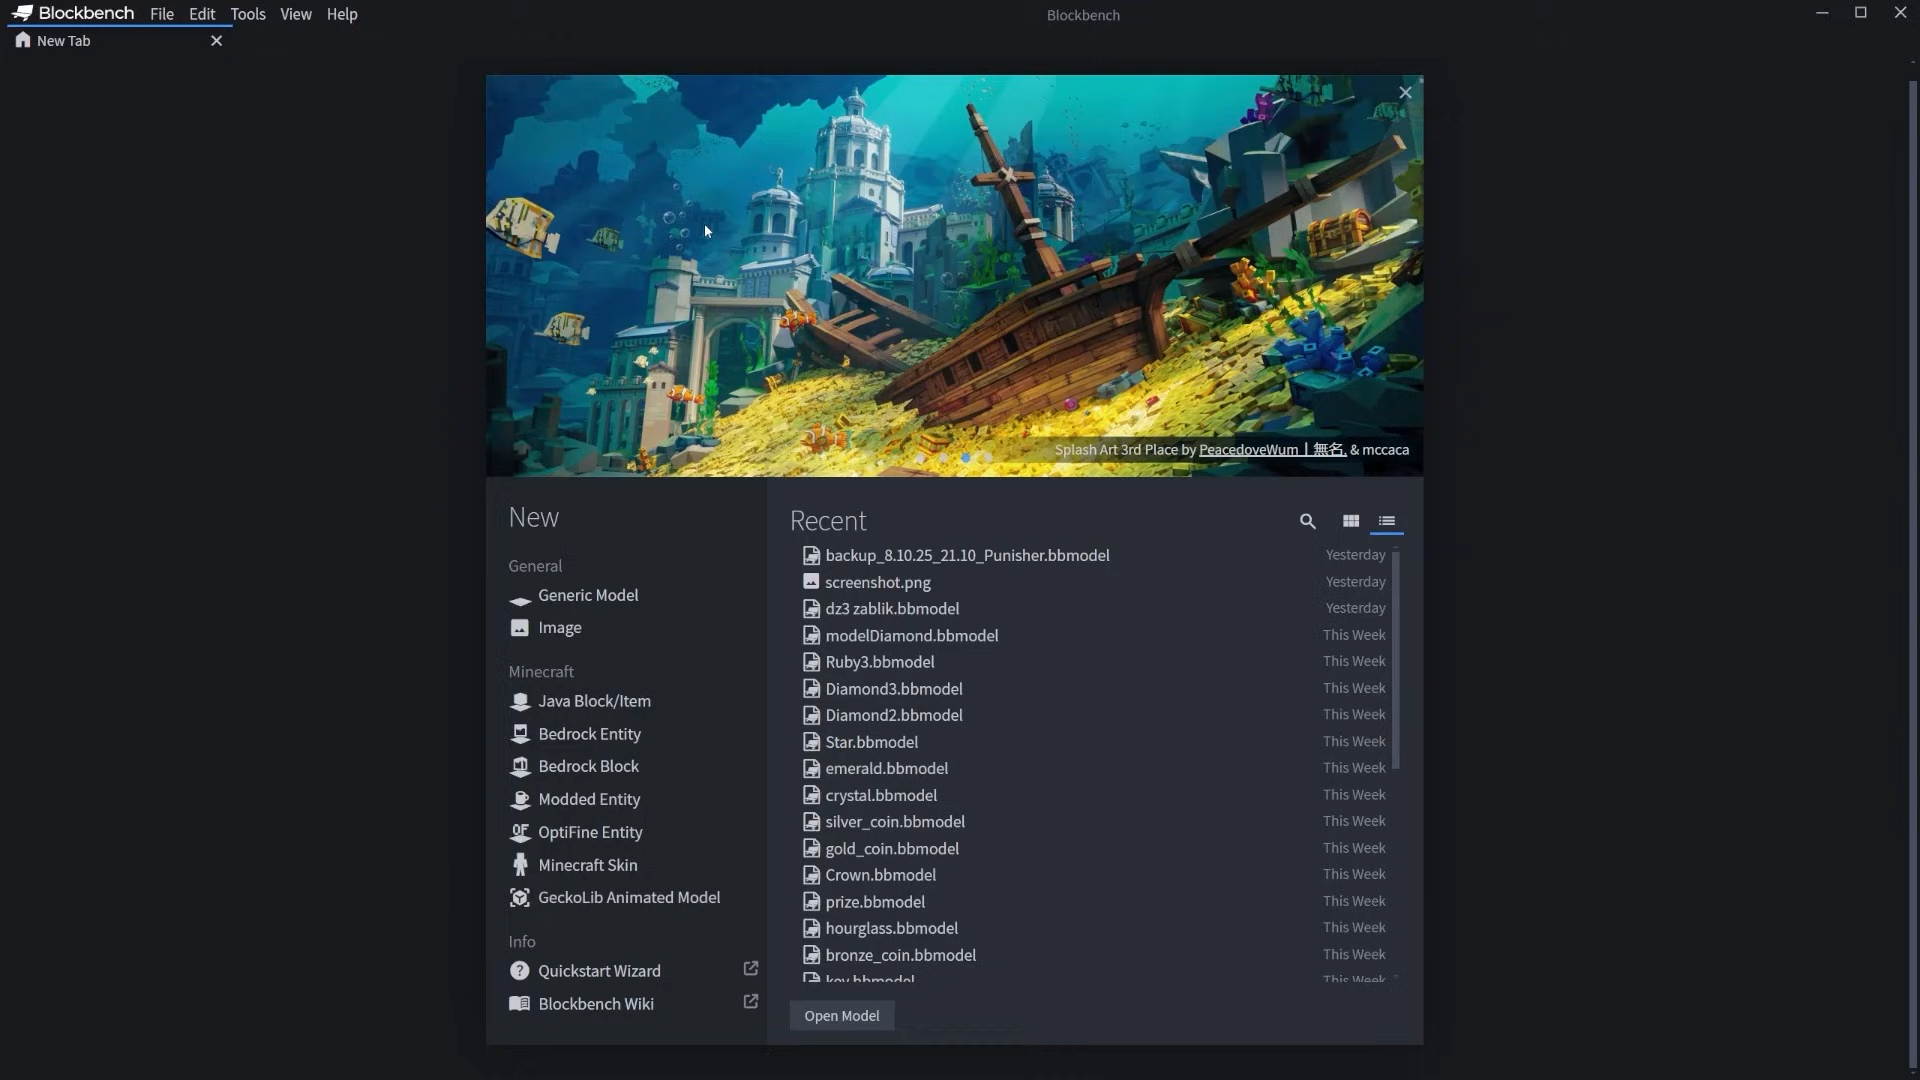 Blockbench File Edit Tools View Help
Blockbench
New Tab
Splash Art 3rd Place by PeacedoveWum | 無名. & mccaca
New
General
Generic Model
Image
Minecraft
Java Block/Item
Bedrock Entity
Bedrock Block
Modded Entity
OptiFine Entity
Minecraft Skin
GeckoLib Animated Model
Info
Quickstart Wizard
Blockbench Wiki
Recent
backup_8.10.25_21.10_Punisher.bbmodel Yesterday
screenshot.png Yesterday
dz3 zablik.bbmodel Yesterday
modelDiamond.bbmodel This Week
Ruby3.bbmodel This Week
Diamond3.bbmodel This Week
Diamond2.bbmodel This Week
Star.bbmodel This Week
emerald.bbmodel This Week
crystal.bbmodel This Week
silver_coin.bbmodel This Week
gold_coin.bbmodel This Week
Crown.bbmodel This Week
prize.bbmodel This Week
hourglass.bbmodel This Week
bronze_coin.bbmodel This Week
key.bbmodel This Week
Open Model